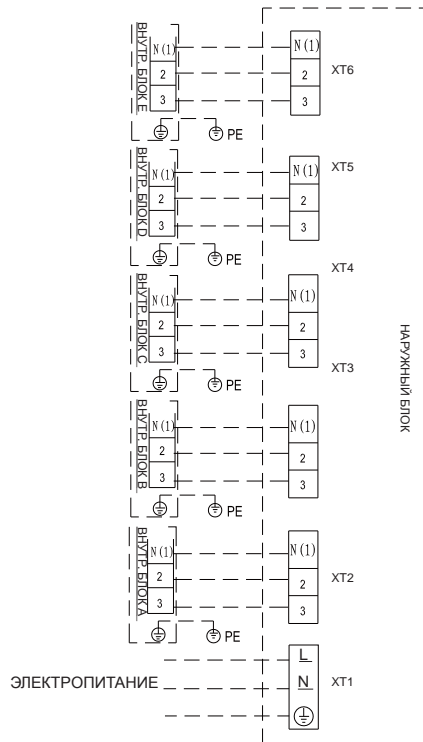 ВНУТР. БЛОК E
N (1)
2
3
N (1)
2
3
XT6
PE
ВНУТР. БЛОК D
N (1)
2
3
N (1)
2
3
XT5
PE
XT4
ВНУТР. БЛОК C
N (1)
2
3
N (1)
2
3
XT3
PE
НАРУЖНЫЙ БЛОК
ВНУТР. БЛОК B
N (1)
2
3
N (1)
2
3
PE
ВНУТР. БЛОК A
N (1)
2
3
N (1)
2
3
XT2
PE
ЭЛЕКТРОПИТАНИЕ
L
N
XT1